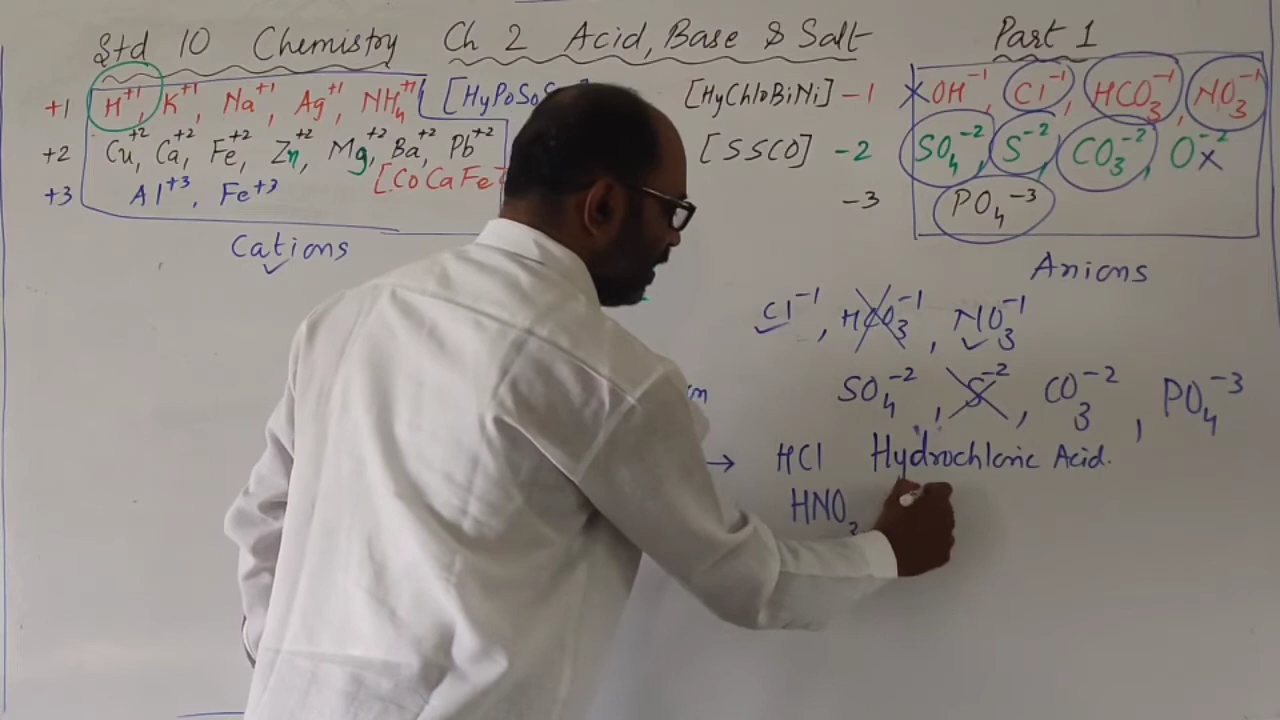 Std 10 Chemistry Ch 2 Acid, Base & Salt Part 1
+1 H⁺¹, K⁺¹, Na⁺¹, Ag⁺¹, NH₄⁺¹ [HyPoSoS
[HyChloBiNi] -1 OH⁻¹, Cl⁻¹, HCO₃⁻¹, NO₃⁻¹
+2 Cu⁺², Ca⁺², Fe⁺², Zn⁺², Mg⁺², Ba⁺², Pb⁺²
[SSCO] -2 SO₄⁻², S⁻², CO₃⁻², O⁻²
[CoCaFe
+3 Al⁺³, Fe⁺³
-3 PO₄⁻³
Cations
Anions
Cl⁻¹, HCO₃⁻¹, NO₃⁻¹
SO₄⁻², S⁻², CO₃⁻², PO₄⁻³
→ HCl Hydrochloric Acid.
HNO₃